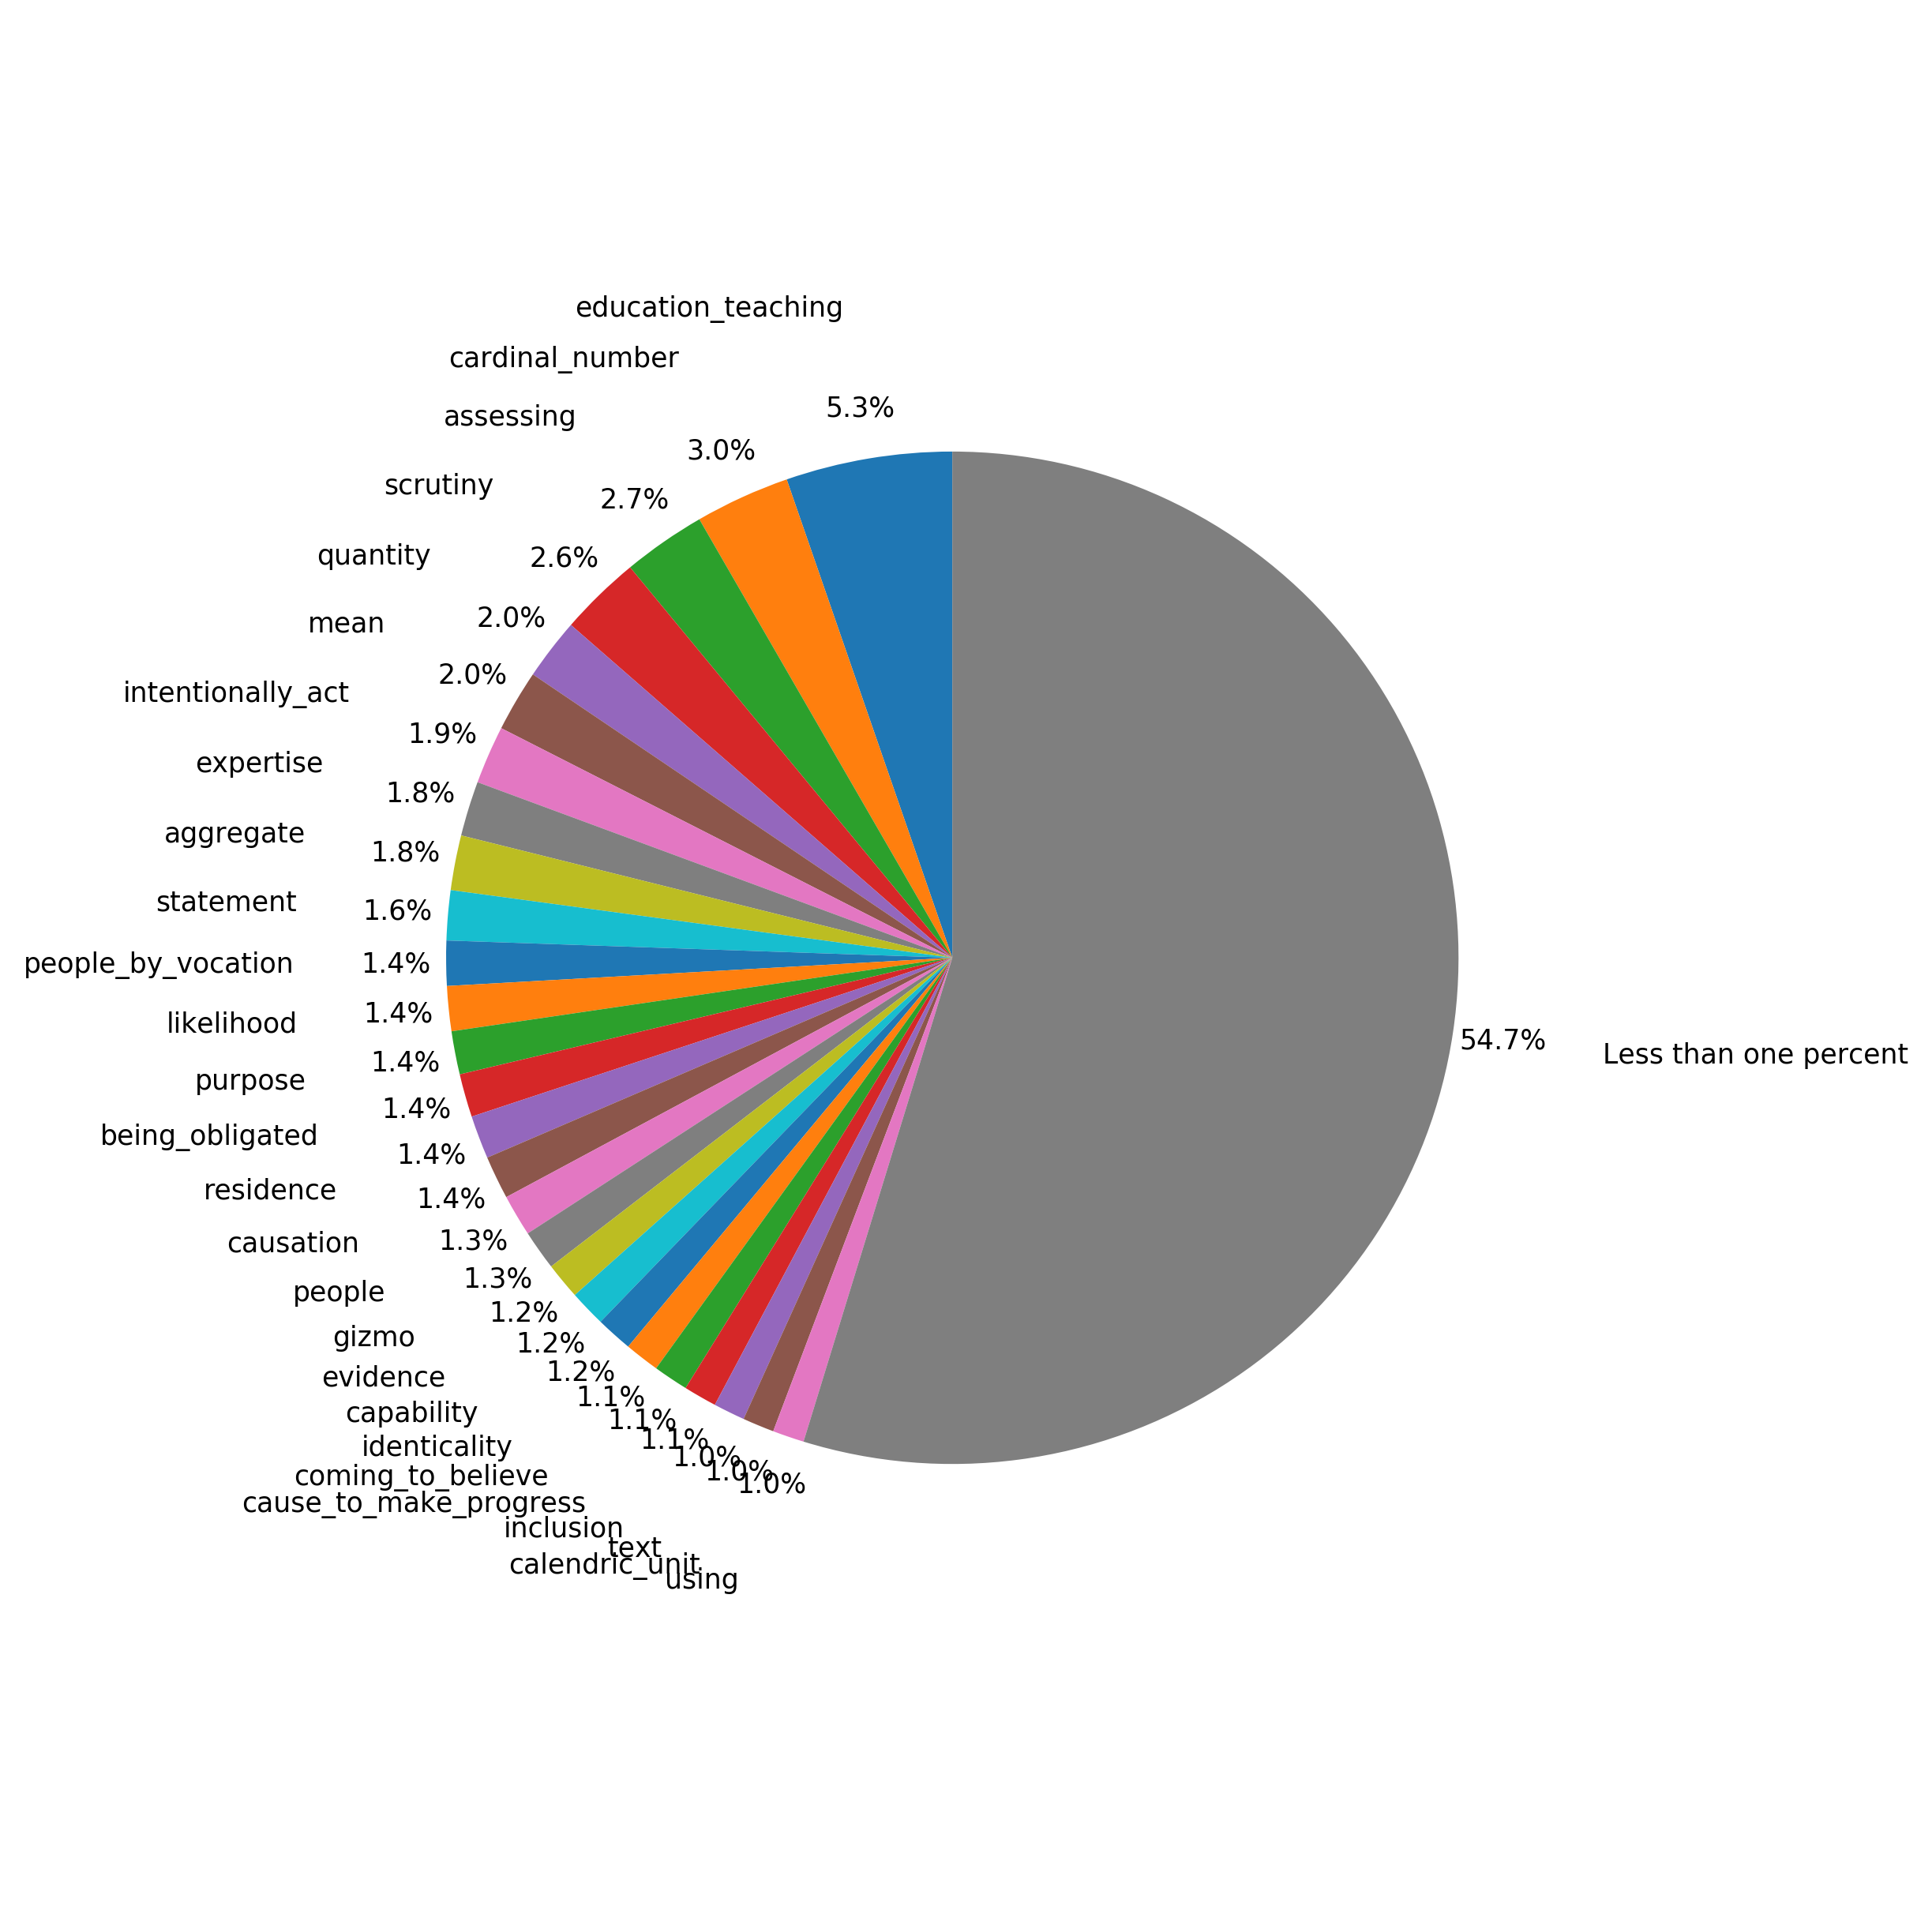 education_teaching
cardinal_number
assessing
5.3%
3.0%
scrutiny
2.7%
quantity
2.6%
mean
2.0%
intentionally_act
2.0%
expertise
1.9%
aggregate
1.8%
statement
1.8%
people_by_vocation
1.6%
likelihood
1.4%
purpose
1.4%
being_obligated
1.4%
residence
1.4%
causation
1.4%
people
1.4%
gizmo
1.3%
evidence
1.3%
capability
1.2%
identicality
1.2%
coming_to_believe
1.2%
cause_to_make_progress
1.1%
inclusion
1.1%
text
1.1%
calendric_unit
1.0%
using
1.0%
1.0%
54.7%
Less than one percent